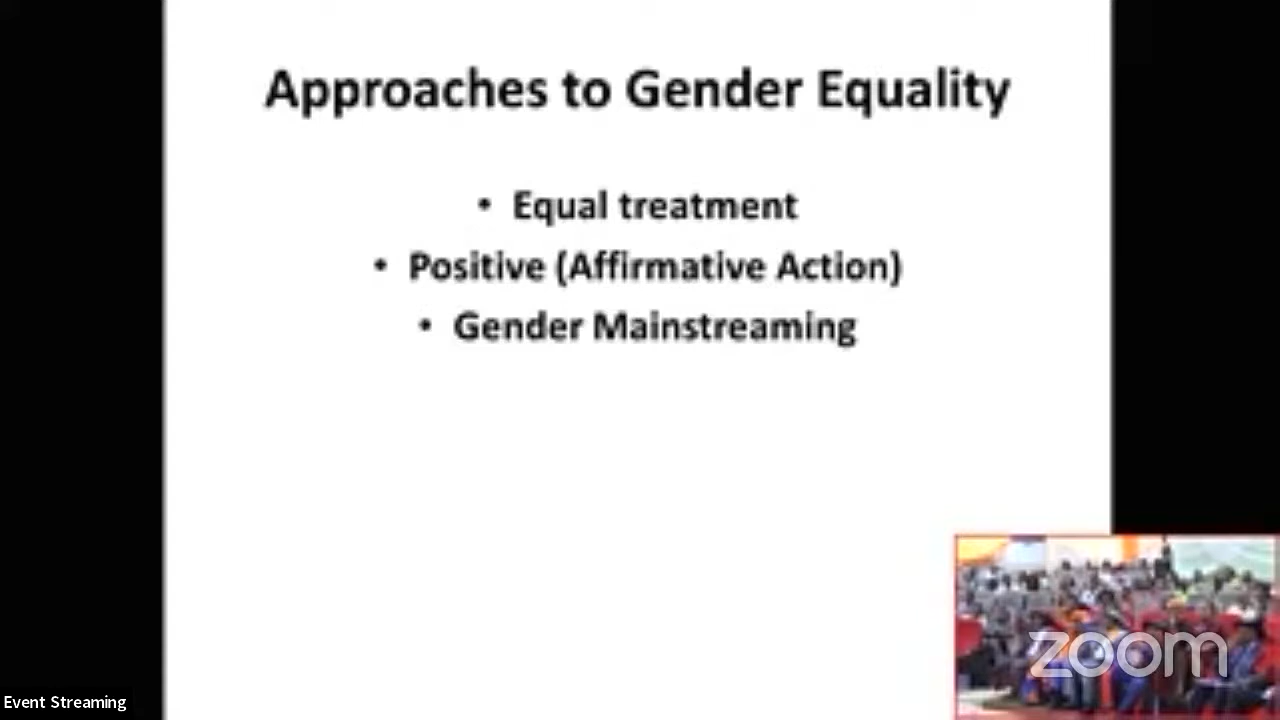 Approaches to Gender Equality
• Equal treatment
• Positive (Affirmative Action)
• Gender Mainstreaming
zoom
Event Streaming